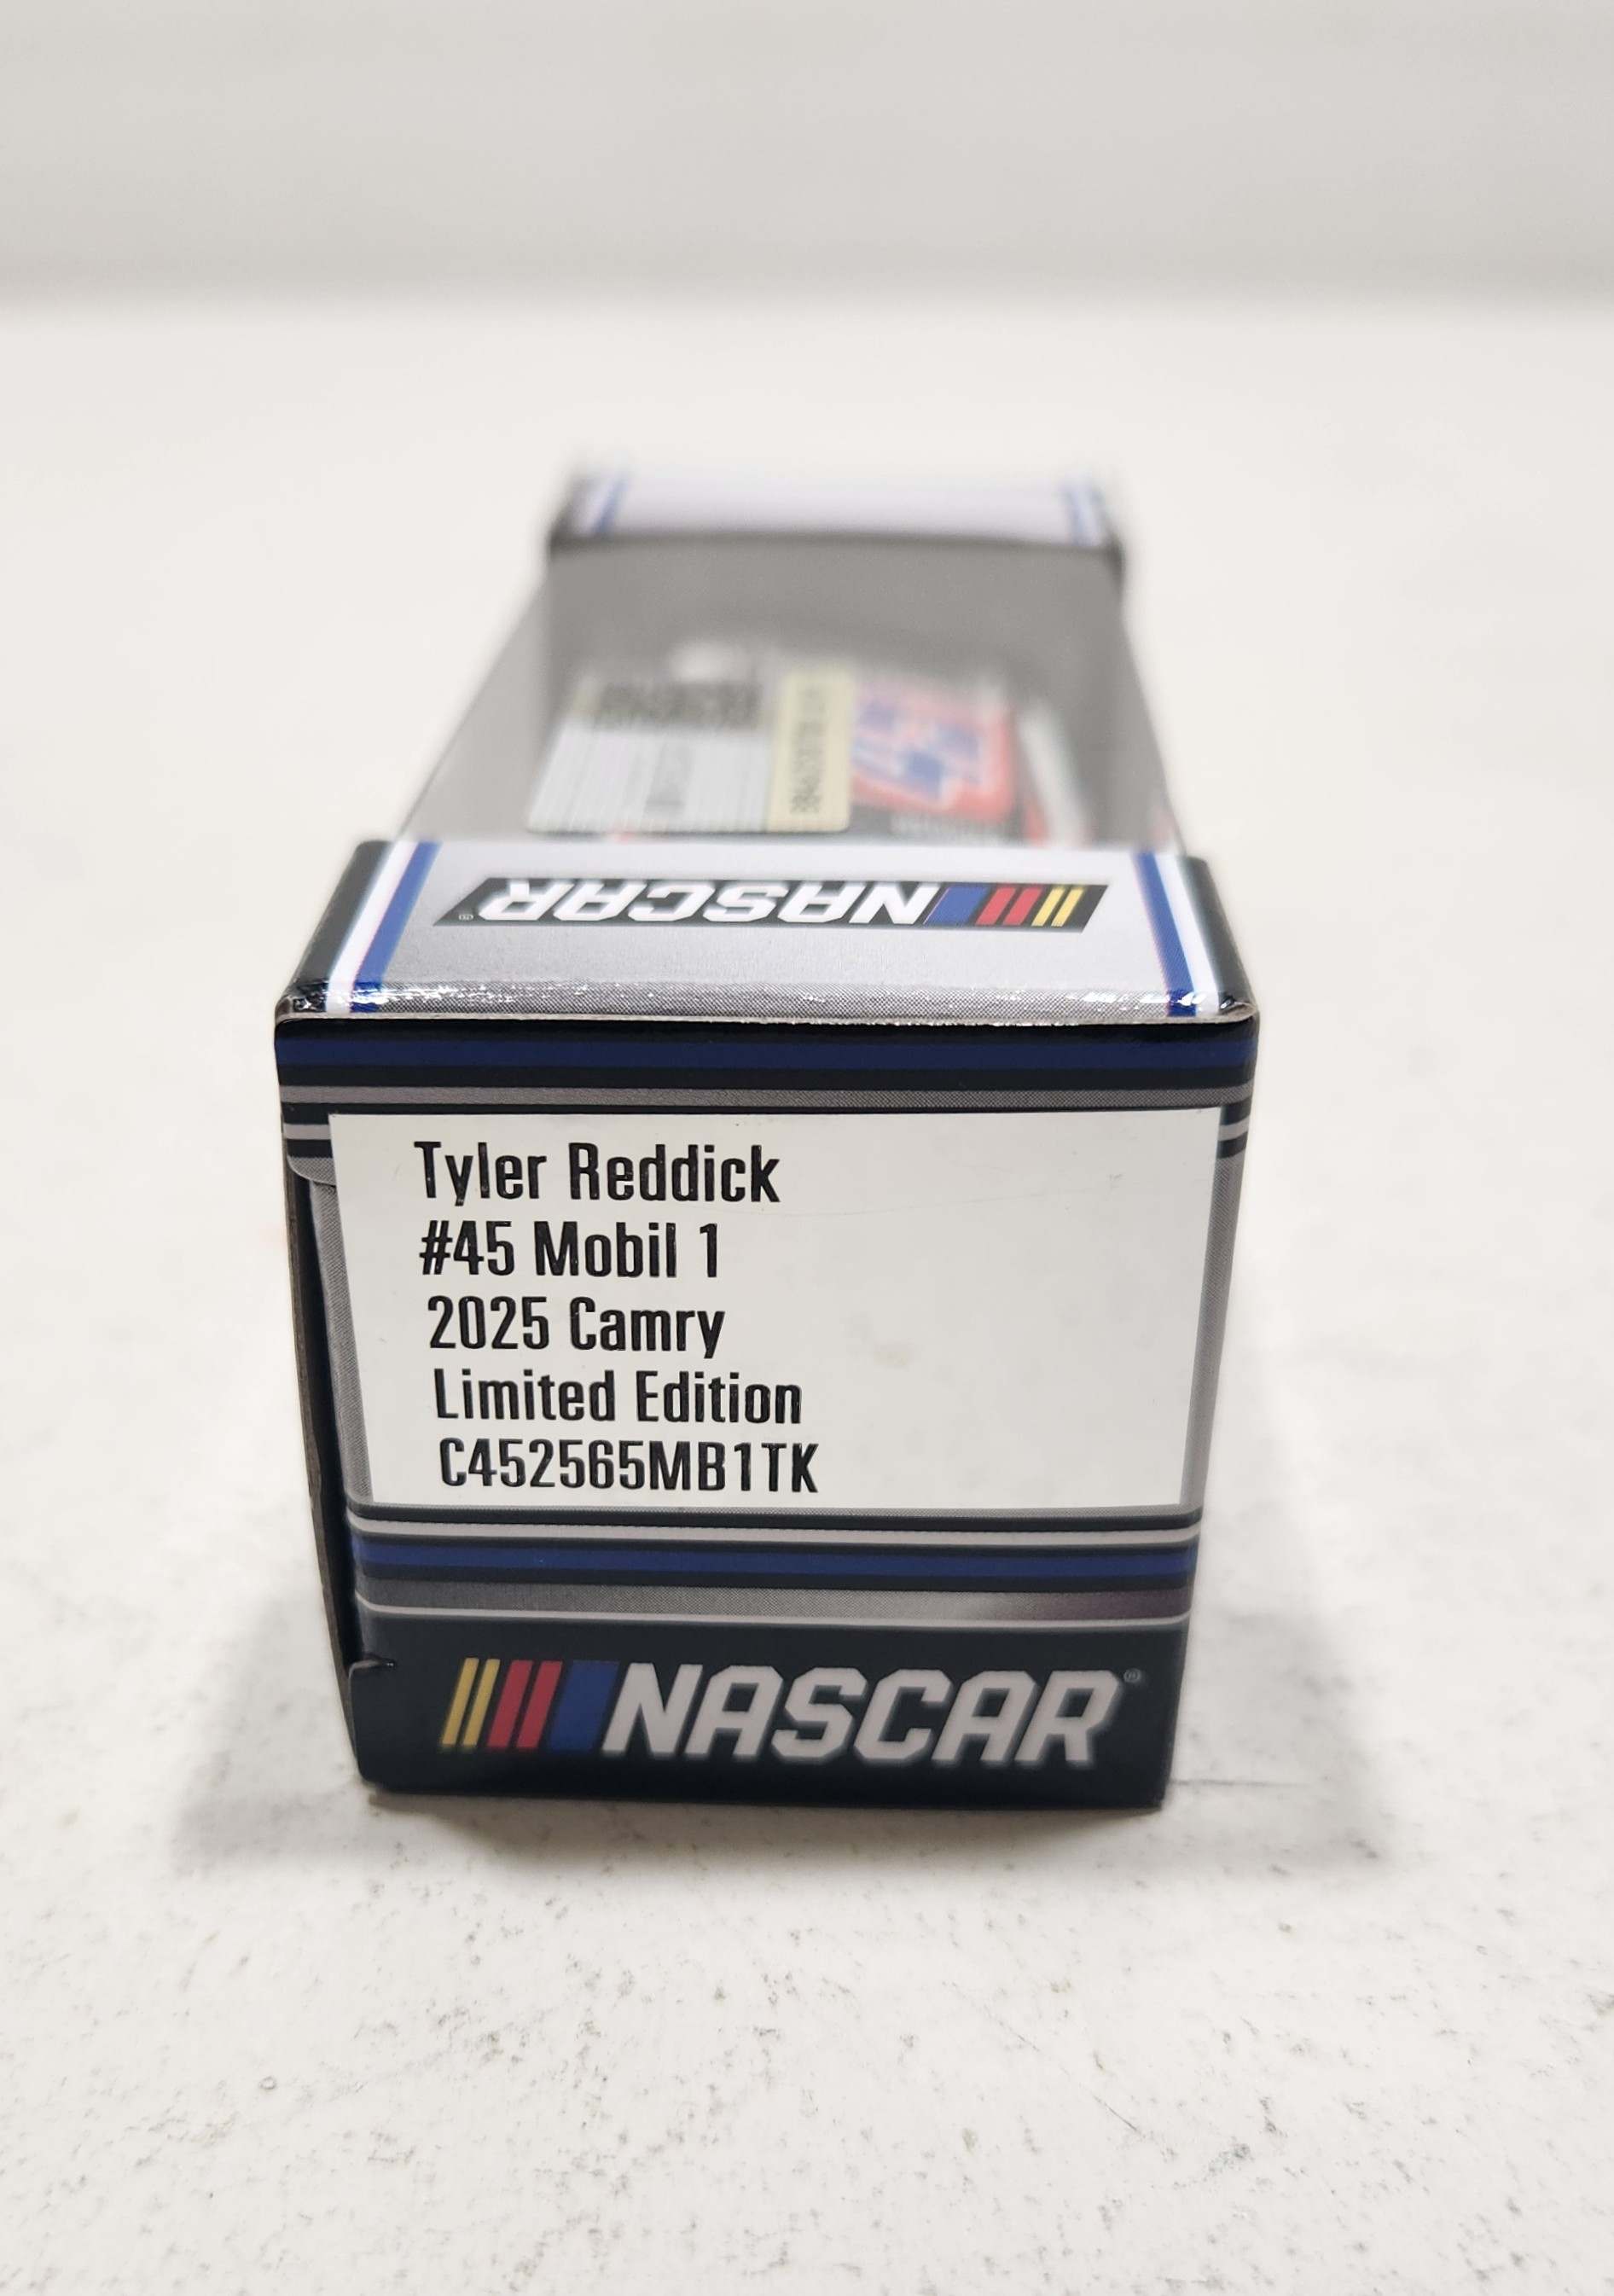 NASCAR
Tyler Reddick
#45 Mobil 1
2025 Camry
Limited Edition
C452565MB1TK
NASCAR®